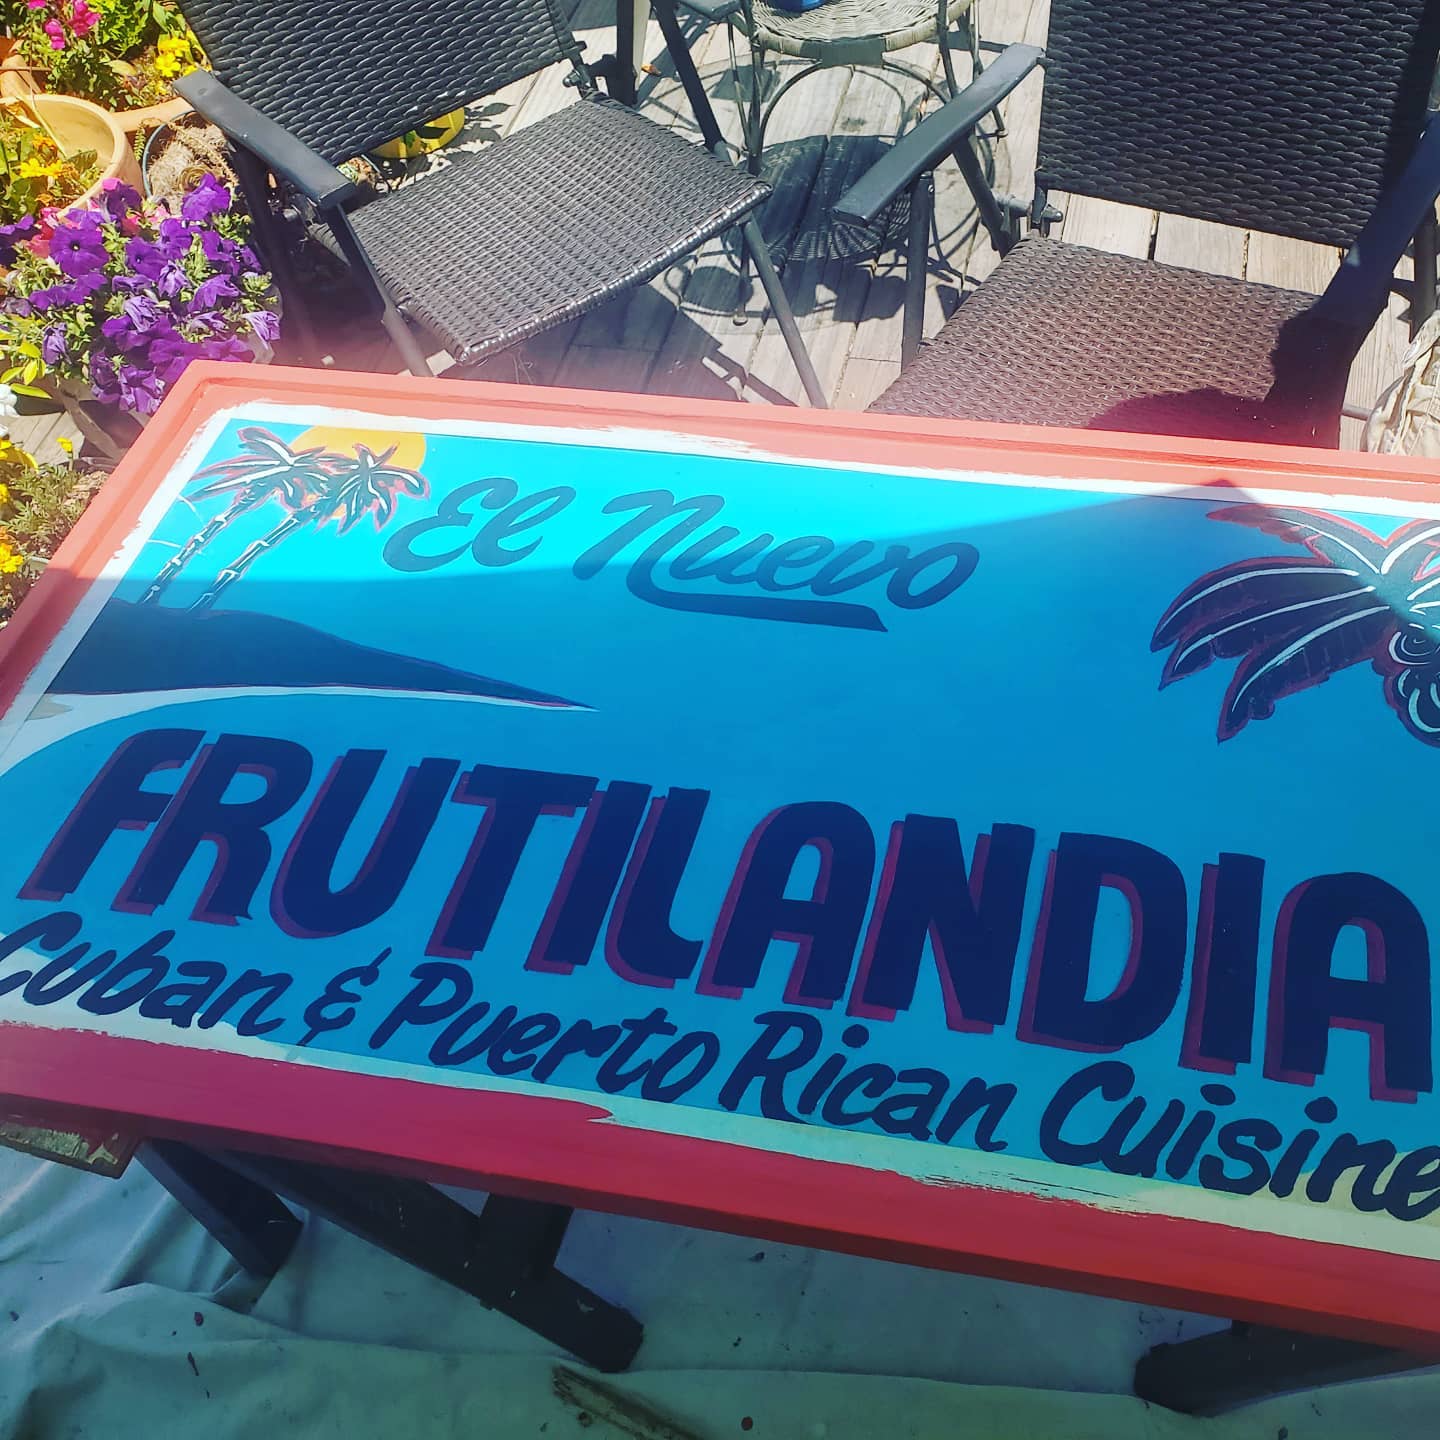 El Nuevo
FRUTILANDIA
Cuban & Puerto Rican Cuisine